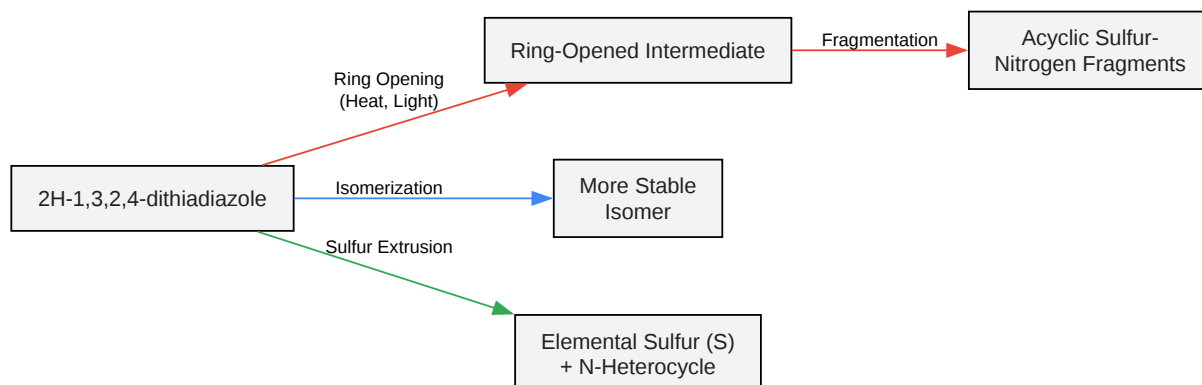 Ring-Opened Intermediate
Fragmentation
Acyclic Sulfur-
Nitrogen Fragments
Ring Opening
(Heat, Light)
2H-1,3,2,4-dithiadiazole
Isomerization
More Stable
Isomer
Sulfur Extrusion
Elemental Sulfur (S)
+ N-Heterocycle